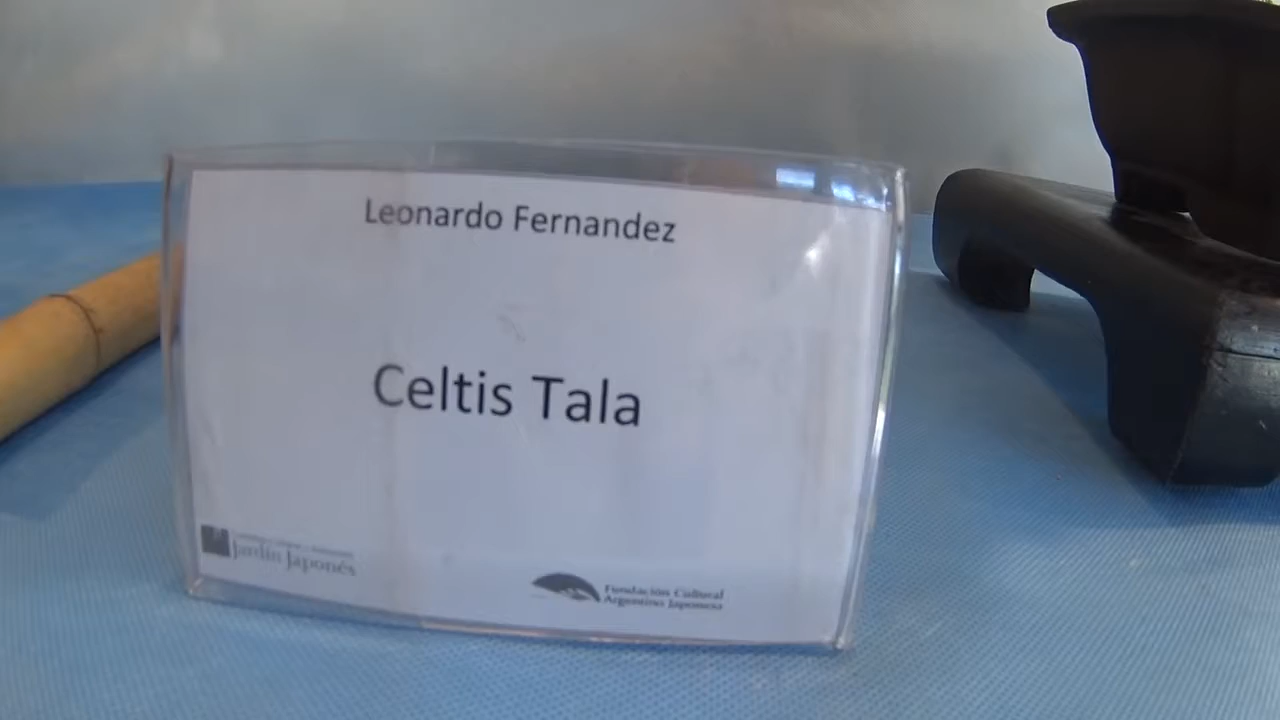 Leonardo Fernandez
Celtis Tala
Jardín Japonés
Fundación Cultural
Argentino Japonesa